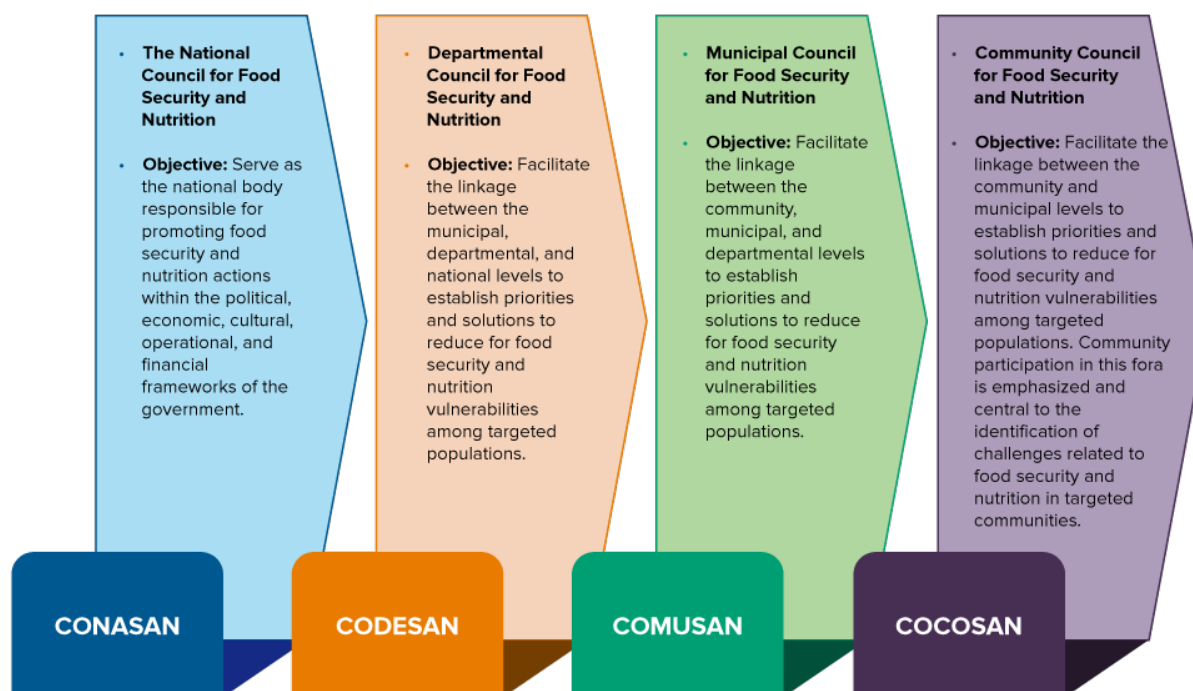 • The National
Council for Food
Security and
Nutrition
• Objective: Serve as
the national body
responsible for
promoting food
security and
nutrition actions
within the political,
economic, cultural,
operational, and
financial
frameworks of the
government.
CONASAN
• Departmental
Council for Food
Security and
Nutrition
• Objective: Facilitate
the linkage
between the
municipal,
departmental, and
national levels to
establish priorities
and solutions to
reduce for food
security and
nutrition
vulnerabilities
among targeted
populations.
CODESAN
• Municipal Council
for Food Security
and Nutrition
• Objective: Facilitate
the linkage
between the
community,
municipal, and
departmental levels
to establish
priorities and
solutions to reduce
for food security
and nutrition
vulnerabilities
among targeted
populations.
COMUSAN
• Community Council
for Food Security
and Nutrition
• Objective: Facilitate the
linkage between the
community and
municipal levels to
establish priorities and
solutions to reduce for
food security and
nutrition vulnerabilities
among targeted
populations. Community
participation in this fora
is emphasized and
central to the
identification of
challenges related to
food security and
nutrition in targeted
communities.
COCOSAN